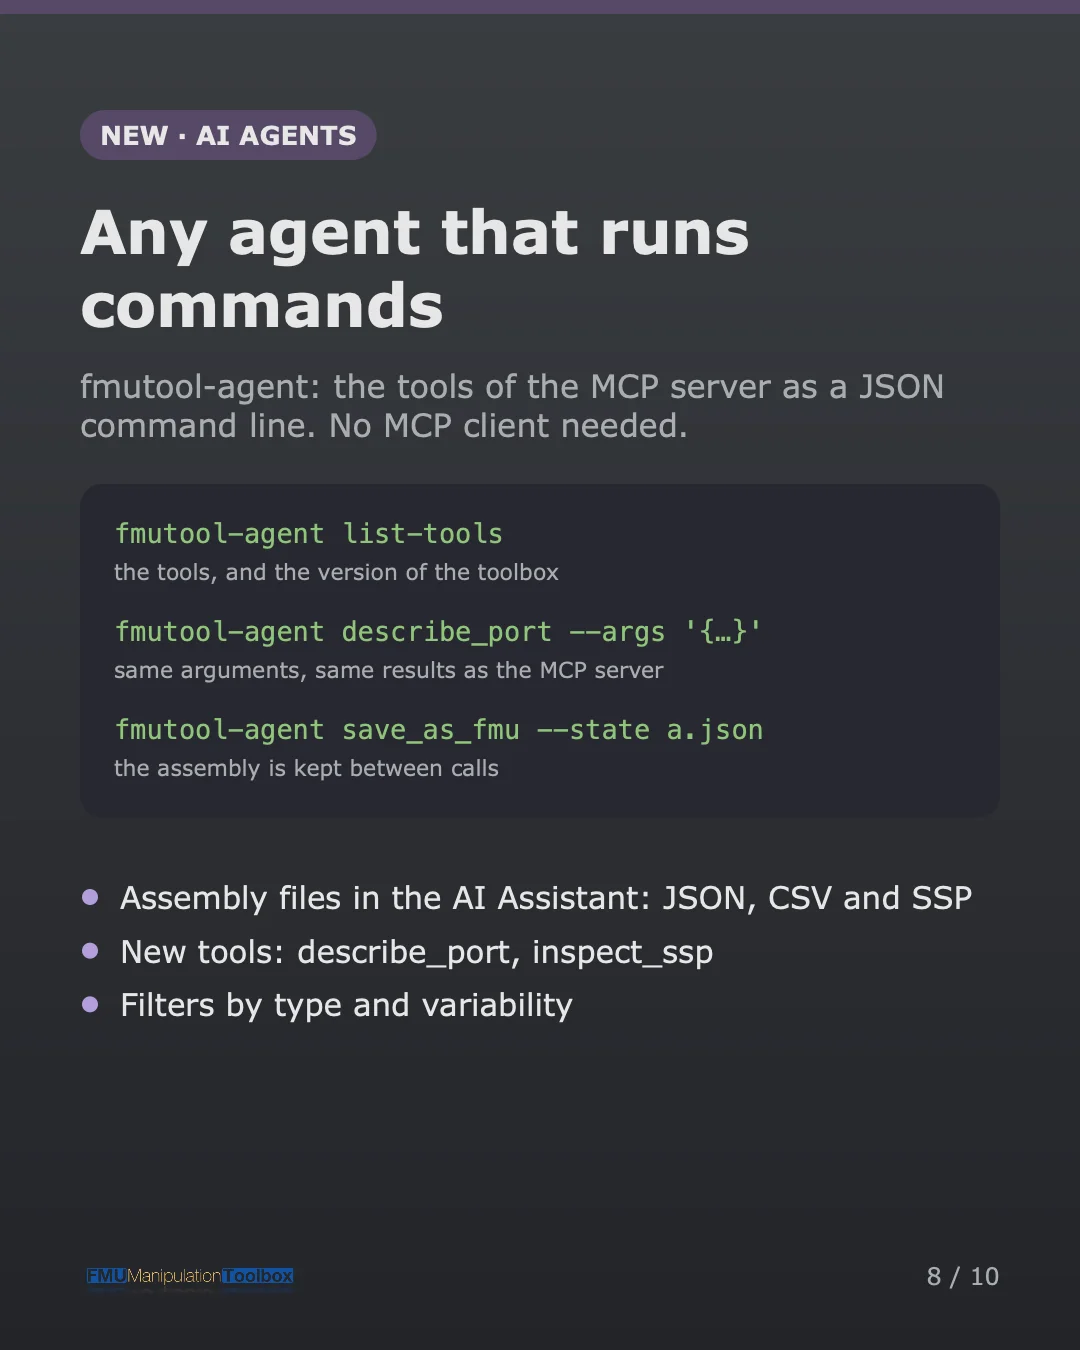 NEW · AI AGENTS
Any agent that runs
commands
fmutool-agent: the tools of the MCP server as a JSON
command line. No MCP client needed.
fmutool-agent list-tools
the tools, and the version of the toolbox
fmutool-agent describe_port --args '{…}'
same arguments, same results as the MCP server
fmutool-agent save_as_fmu --state a.json
the assembly is kept between calls
Assembly files in the AI Assistant: JSON, CSV and SSP
New tools: describe_port, inspect_ssp
Filters by type and variability
FMUManipulationToolbox
8 / 10